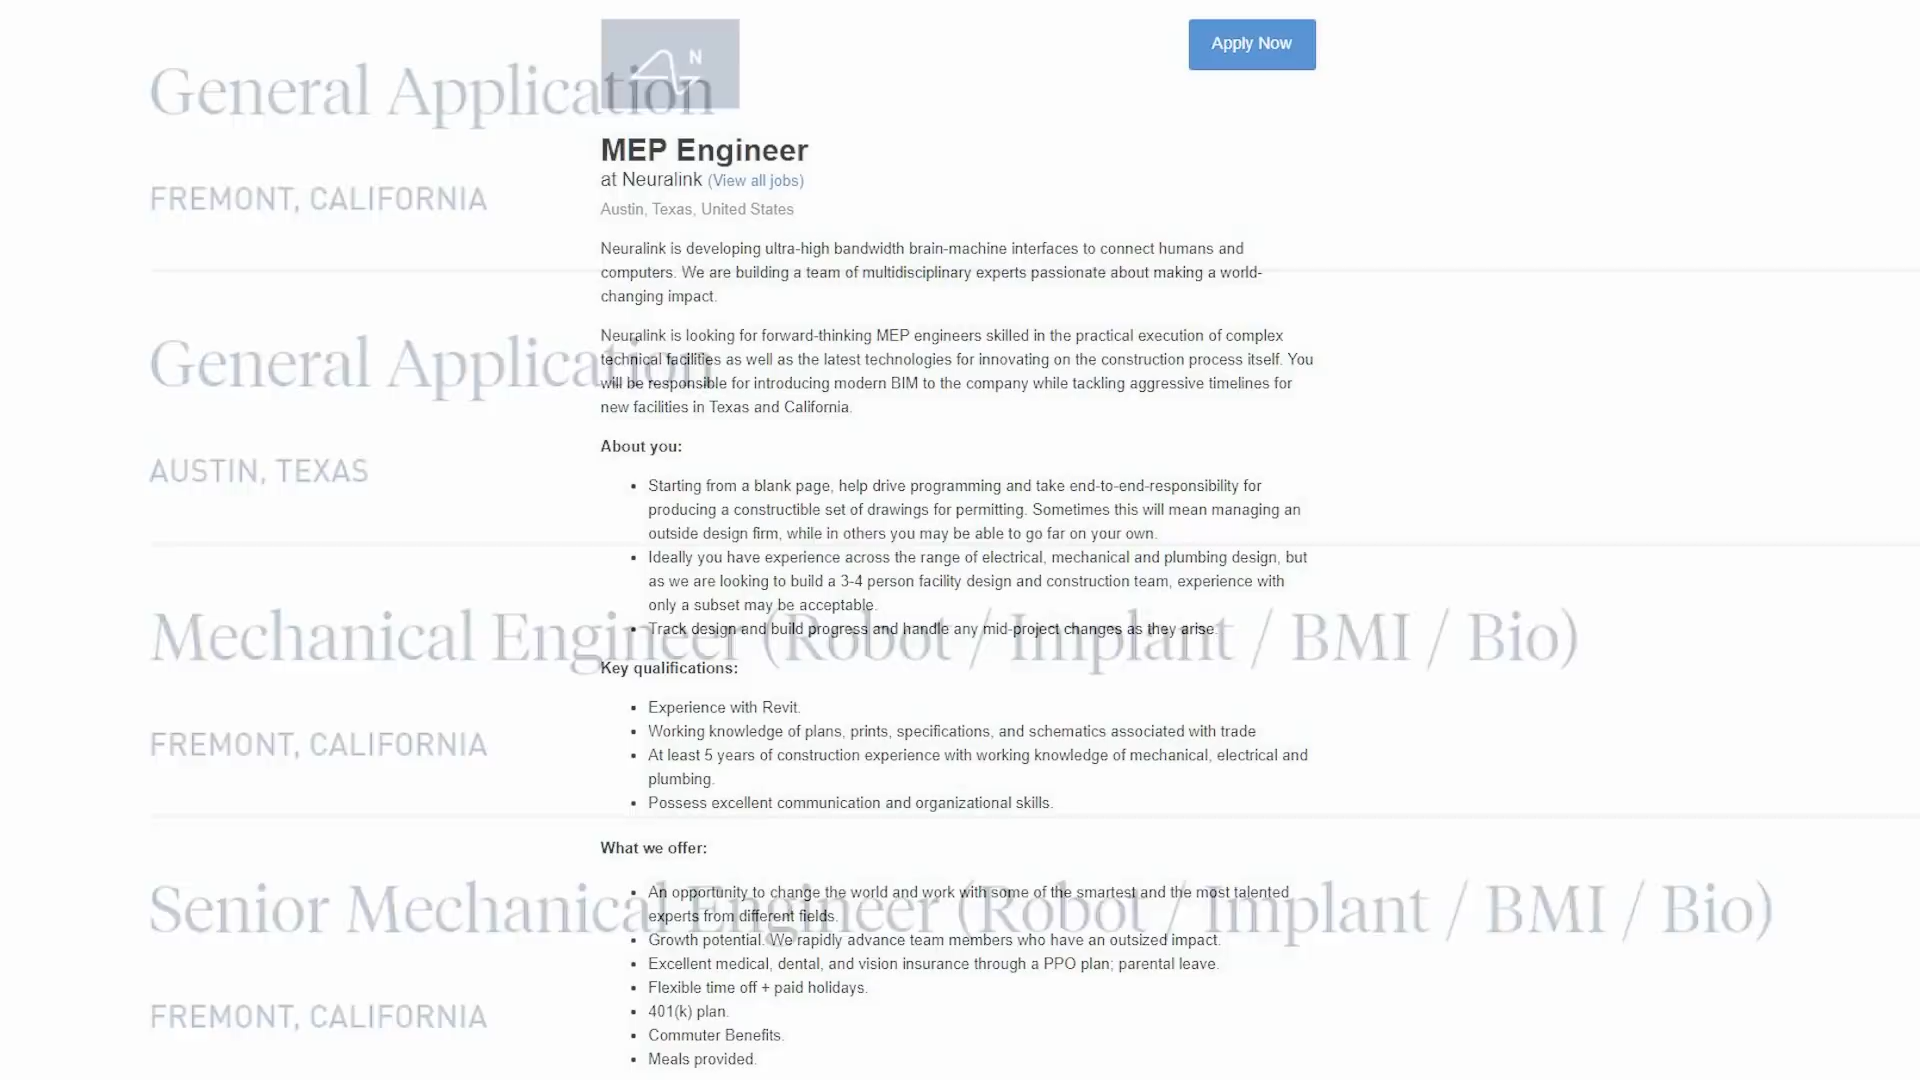 General Application
FREMONT, CALIFORNIA
General Application
AUSTIN, TEXAS
Mechanical Engineer (Robot / Implant / BMI / Bio)
FREMONT, CALIFORNIA
Senior Mechanical Engineer (Robot / Implant / BMI / Bio)
FREMONT, CALIFORNIA
N
Apply Now
MEP Engineer
at Neuralink (View all jobs)
Austin, Texas, United States
Neuralink is developing ultra-high bandwidth brain-machine interfaces to connect humans and
computers. We are building a team of multidisciplinary experts passionate about making a world-
changing impact.
Neuralink is looking for forward-thinking MEP engineers skilled in the practical execution of complex
technical facilities as well as the latest technologies for innovating on the construction process itself. You
will be responsible for introducing modern BIM to the company while tackling aggressive timelines for
new facilities in Texas and California.
About you:
• Starting from a blank page, help drive programming and take end-to-end-responsibility for
producing a constructible set of drawings for permitting. Sometimes this will mean managing an
outside design firm, while in others you may be able to go far on your own.
• Ideally you have experience across the range of electrical, mechanical and plumbing design, but
as we are looking to build a 3-4 person facility design and construction team, experience with
only a subset may be acceptable.
• Track design and build progress and handle any mid-project changes as they arise.
Key qualifications:
• Experience with Revit.
• Working knowledge of plans, prints, specifications, and schematics associated with trade
• At least 5 years of construction experience with working knowledge of mechanical, electrical and
plumbing.
• Possess excellent communication and organizational skills.
What we offer:
• An opportunity to change the world and work with some of the smartest and the most talented
experts from different fields.
• Growth potential. We rapidly advance team members who have an outsized impact.
• Excellent medical, dental, and vision insurance through a PPO plan; parental leave.
• Flexible time off + paid holidays.
• 401(k) plan.
• Commuter Benefits.
• Meals provided.